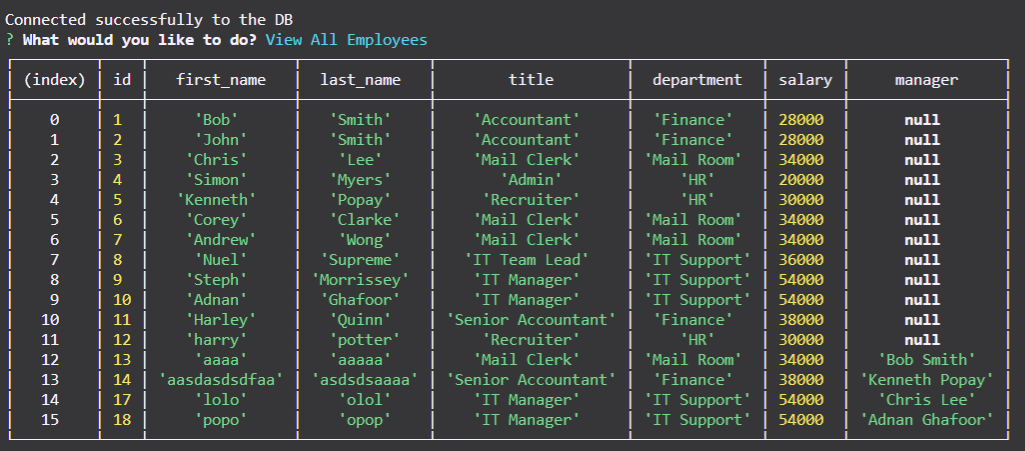 Connected successfully to the DB
? What would you like to do? View All Employees
(index) id first_name last_name title department salary manager
0 1 'Bob' 'Smith' 'Accountant' 'Finance' 28000 null
1 2 'John' 'Smith' 'Accountant' 'Finance' 28000 null
2 3 'Chris' 'Lee' 'Mail Clerk' 'Mail Room' 34000 null
3 4 'Simon' 'Myers' 'Admin' 'HR' 20000 null
4 5 'Kenneth' 'Popay' 'Recruiter' 'HR' 30000 null
5 6 'Corey' 'Clarke' 'Mail Clerk' 'Mail Room' 34000 null
6 7 'Andrew' 'Wong' 'Mail Clerk' 'Mail Room' 34000 null
7 8 'Nuel' 'Supreme' 'IT Team Lead' 'IT Support' 36000 null
8 9 'Steph' 'Morrissey' 'IT Manager' 'IT Support' 54000 null
9 10 'Adnan' 'Ghafoor' 'IT Manager' 'IT Support' 54000 null
10 11 'Harley' 'Quinn' 'Senior Accountant' 'Finance' 38000 null
11 12 'harry' 'potter' 'Recruiter' 'HR' 30000 null
12 13 'aaaa' 'aaaaa' 'Mail Clerk' 'Mail Room' 34000 'Bob Smith'
13 14 'aasdasdsdfaa' 'asdsdsaaaa' 'Senior Accountant' 'Finance' 38000 'Kenneth Popay'
14 17 'lolo' 'olol' 'IT Manager' 'IT Support' 54000 'Chris Lee'
15 18 'popo' 'opop' 'IT Manager' 'IT Support' 54000 'Adnan Ghafoor'